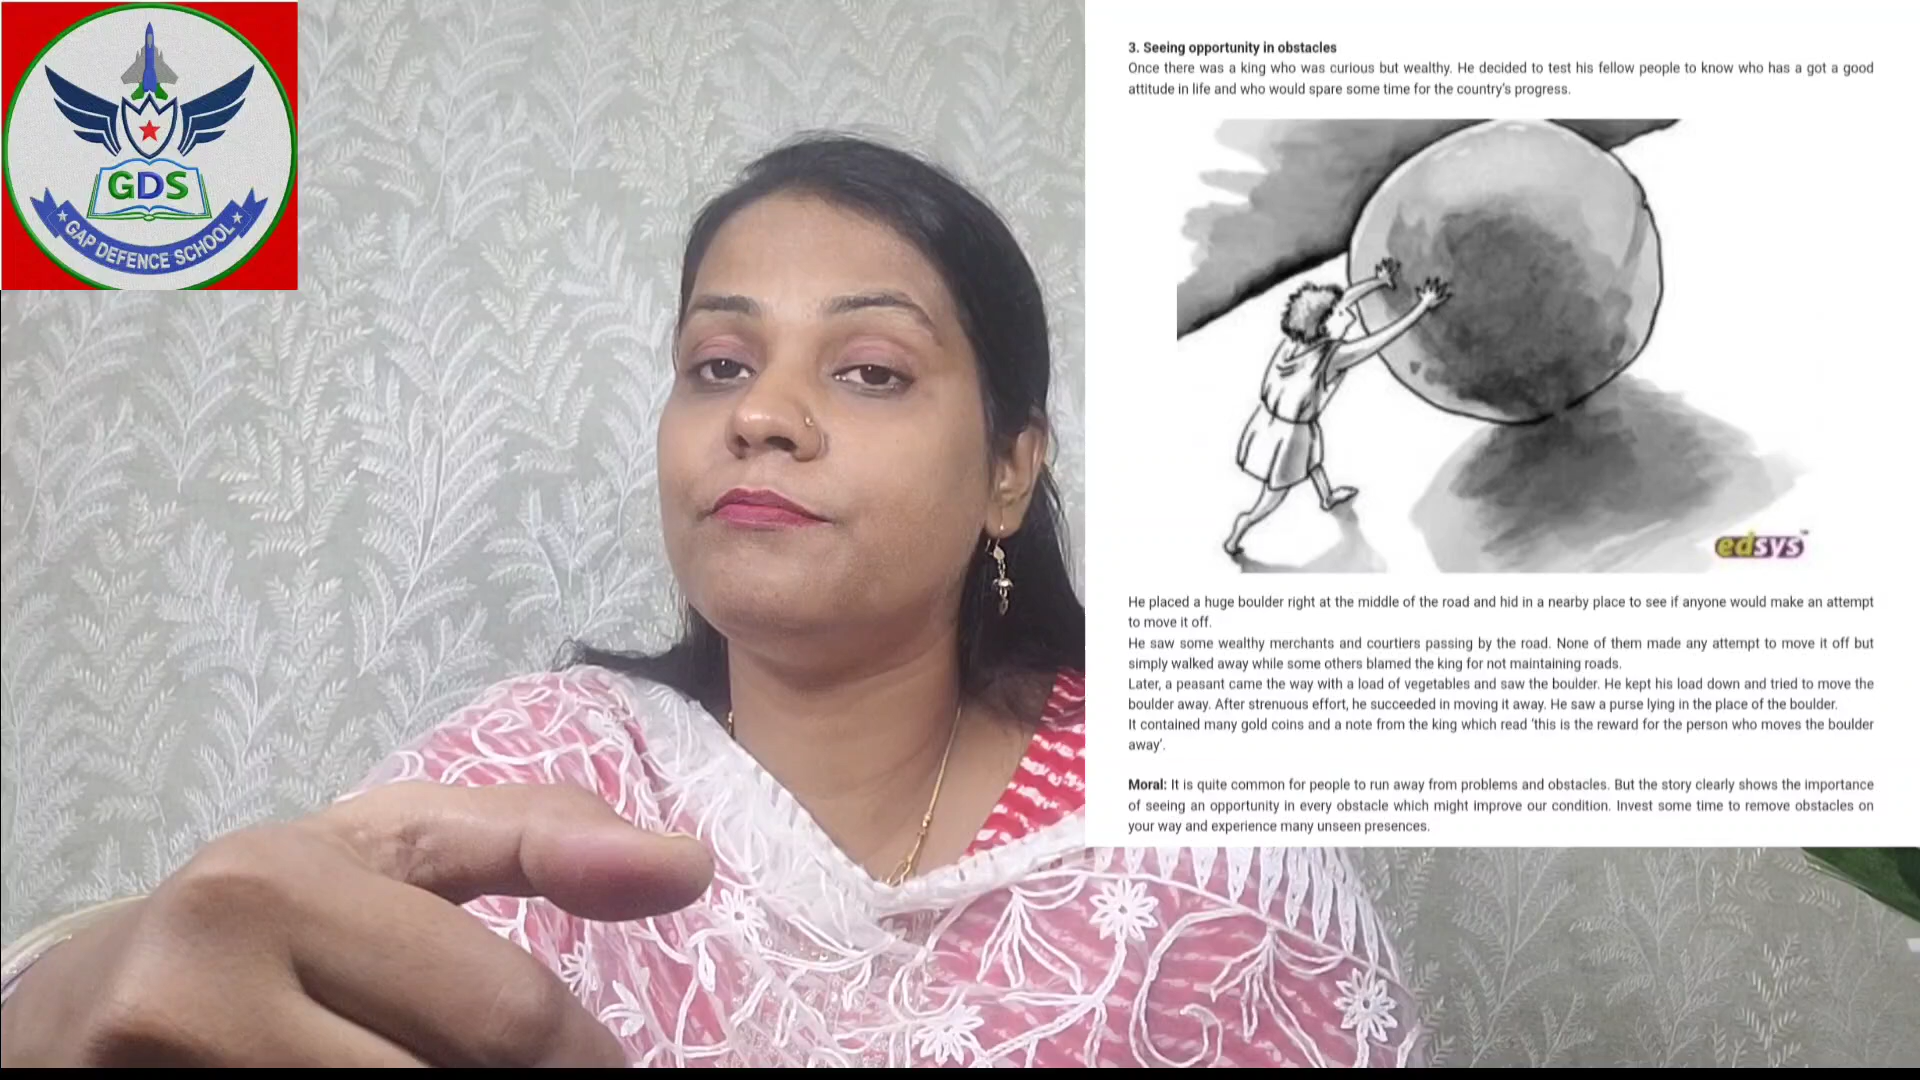 GDS
GAP DEFENCE SCHOOL
3. Seeing opportunity in obstacles
Once there was a king who was curious but wealthy. He decided to test his fellow people to know who has a got a good
attitude in life and who would spare some time for the country's progress.
edsys™
He placed a huge boulder right at the middle of the road and hid in a nearby place to see if anyone would make an attempt
to move it off.
He saw some wealthy merchants and courtiers passing by the road. None of them made any attempt to move it off but
simply walked away while some others blamed the king for not maintaining roads.
Later, a peasant came the way with a load of vegetables and saw the boulder. He kept his load down and tried to move the
boulder away. After strenuous effort, he succeeded in moving it away. He saw a purse lying in the place of the boulder.
It contained many gold coins and a note from the king which read 'this is the reward for the person who moves the boulder
away'.
Moral: It is quite common for people to run away from problems and obstacles. But the story clearly shows the importance
of seeing an opportunity in every obstacle which might improve our condition. Invest some time to remove obstacles on
your way and experience many unseen presences.